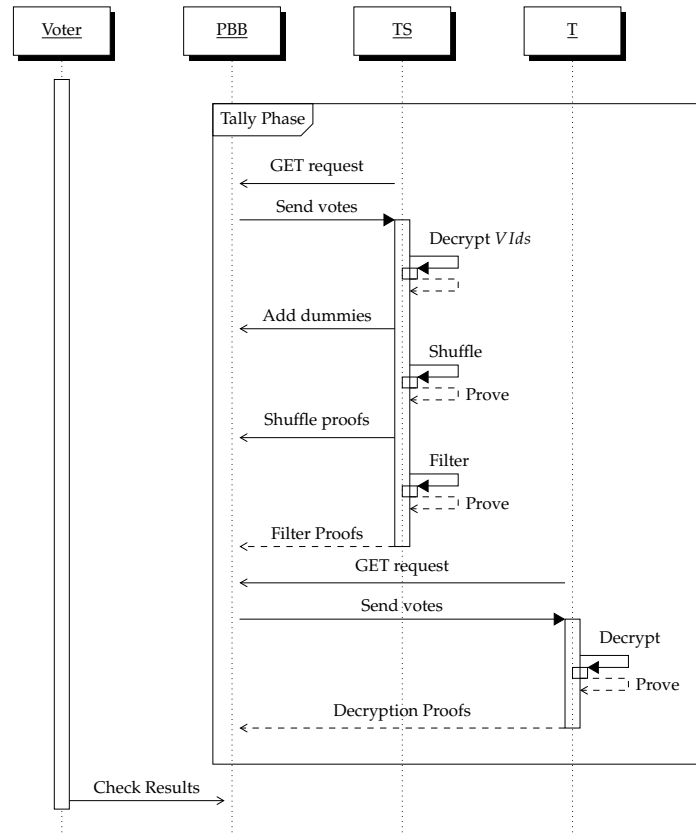 Voter
PBB
TS
T
Tally Phase
GET request
Send votes
Decrypt VIds
Add dummies
Shuffle
Prove
Shuffle proofs
Filter
Prove
Filter Proofs
GET request
Send votes
Decrypt
Prove
Decryption Proofs
Check Results